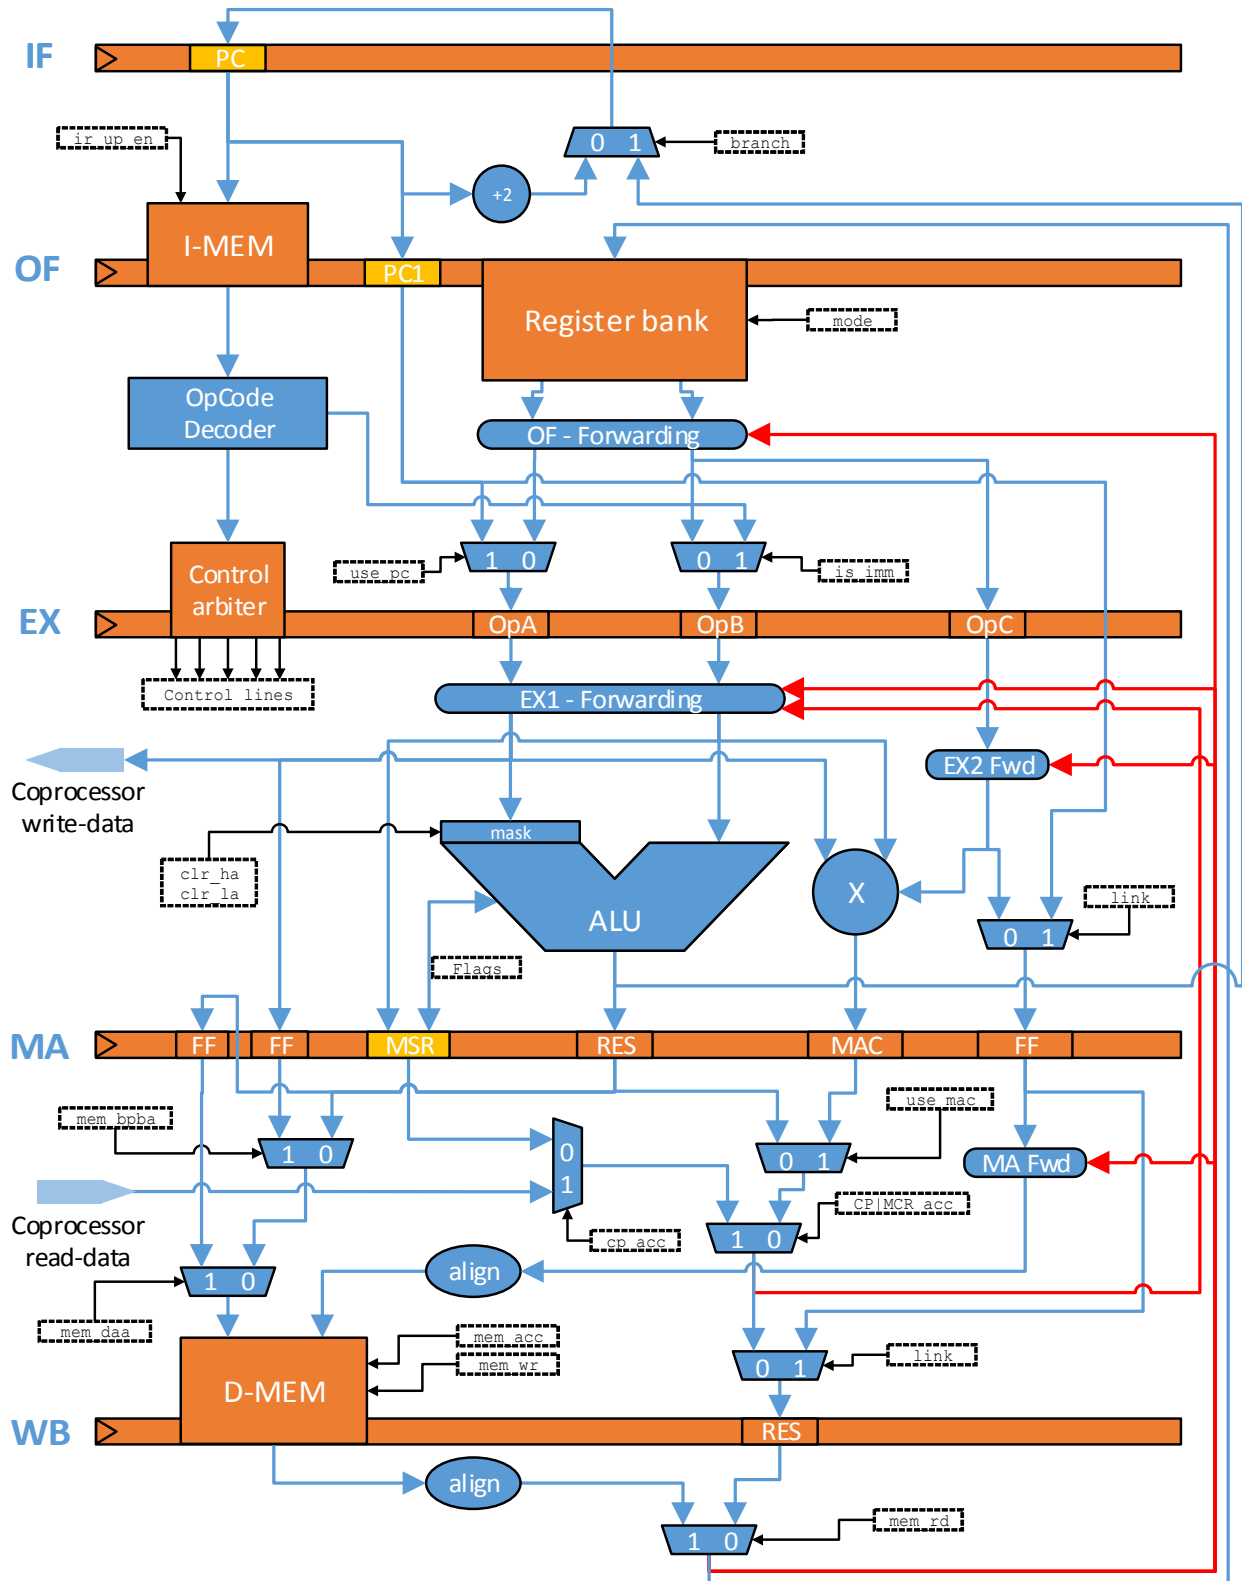 IF
PC
ir_up_en
0 1
branch
+2
I-MEM
OF
PC1
Register bank
mode
OpCode
Decoder
OF - Forwarding
use_pc
1 0
0 1
is_imm
Control
arbiter
EX
OpA
OpB
OpC
Control lines
EX1 - Forwarding
EX2 Fwd
Coprocessor
write-data
mask
clr_ha
clr_la
X
link
ALU
0 1
Flags
MA
FF
FF
MSR
RES
MAC
FF
mem_bpba
use_mac
1 0
0
1
0 1
MA Fwd
Coprocessor
read-data
cp_acc
CP|MCR_acc
1 0
1 0
align
mem_daa
mem_acc
mem_wr
0 1
link
D-MEM
WB
RES
align
mem_rd
1 0